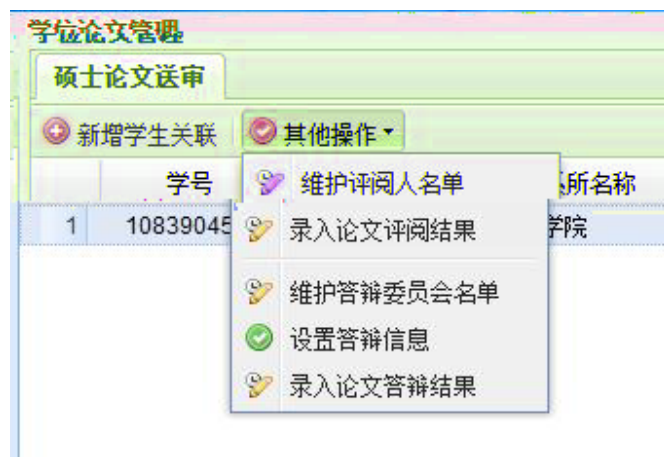 学位论文管理
硕士论文送审
新增学生关联 其他操作
学号 所名称
1 10839045 学院
维护评阅人名单
录入论文评阅结果
维护答辩委员会名单
设置答辩信息
录入论文答辩结果